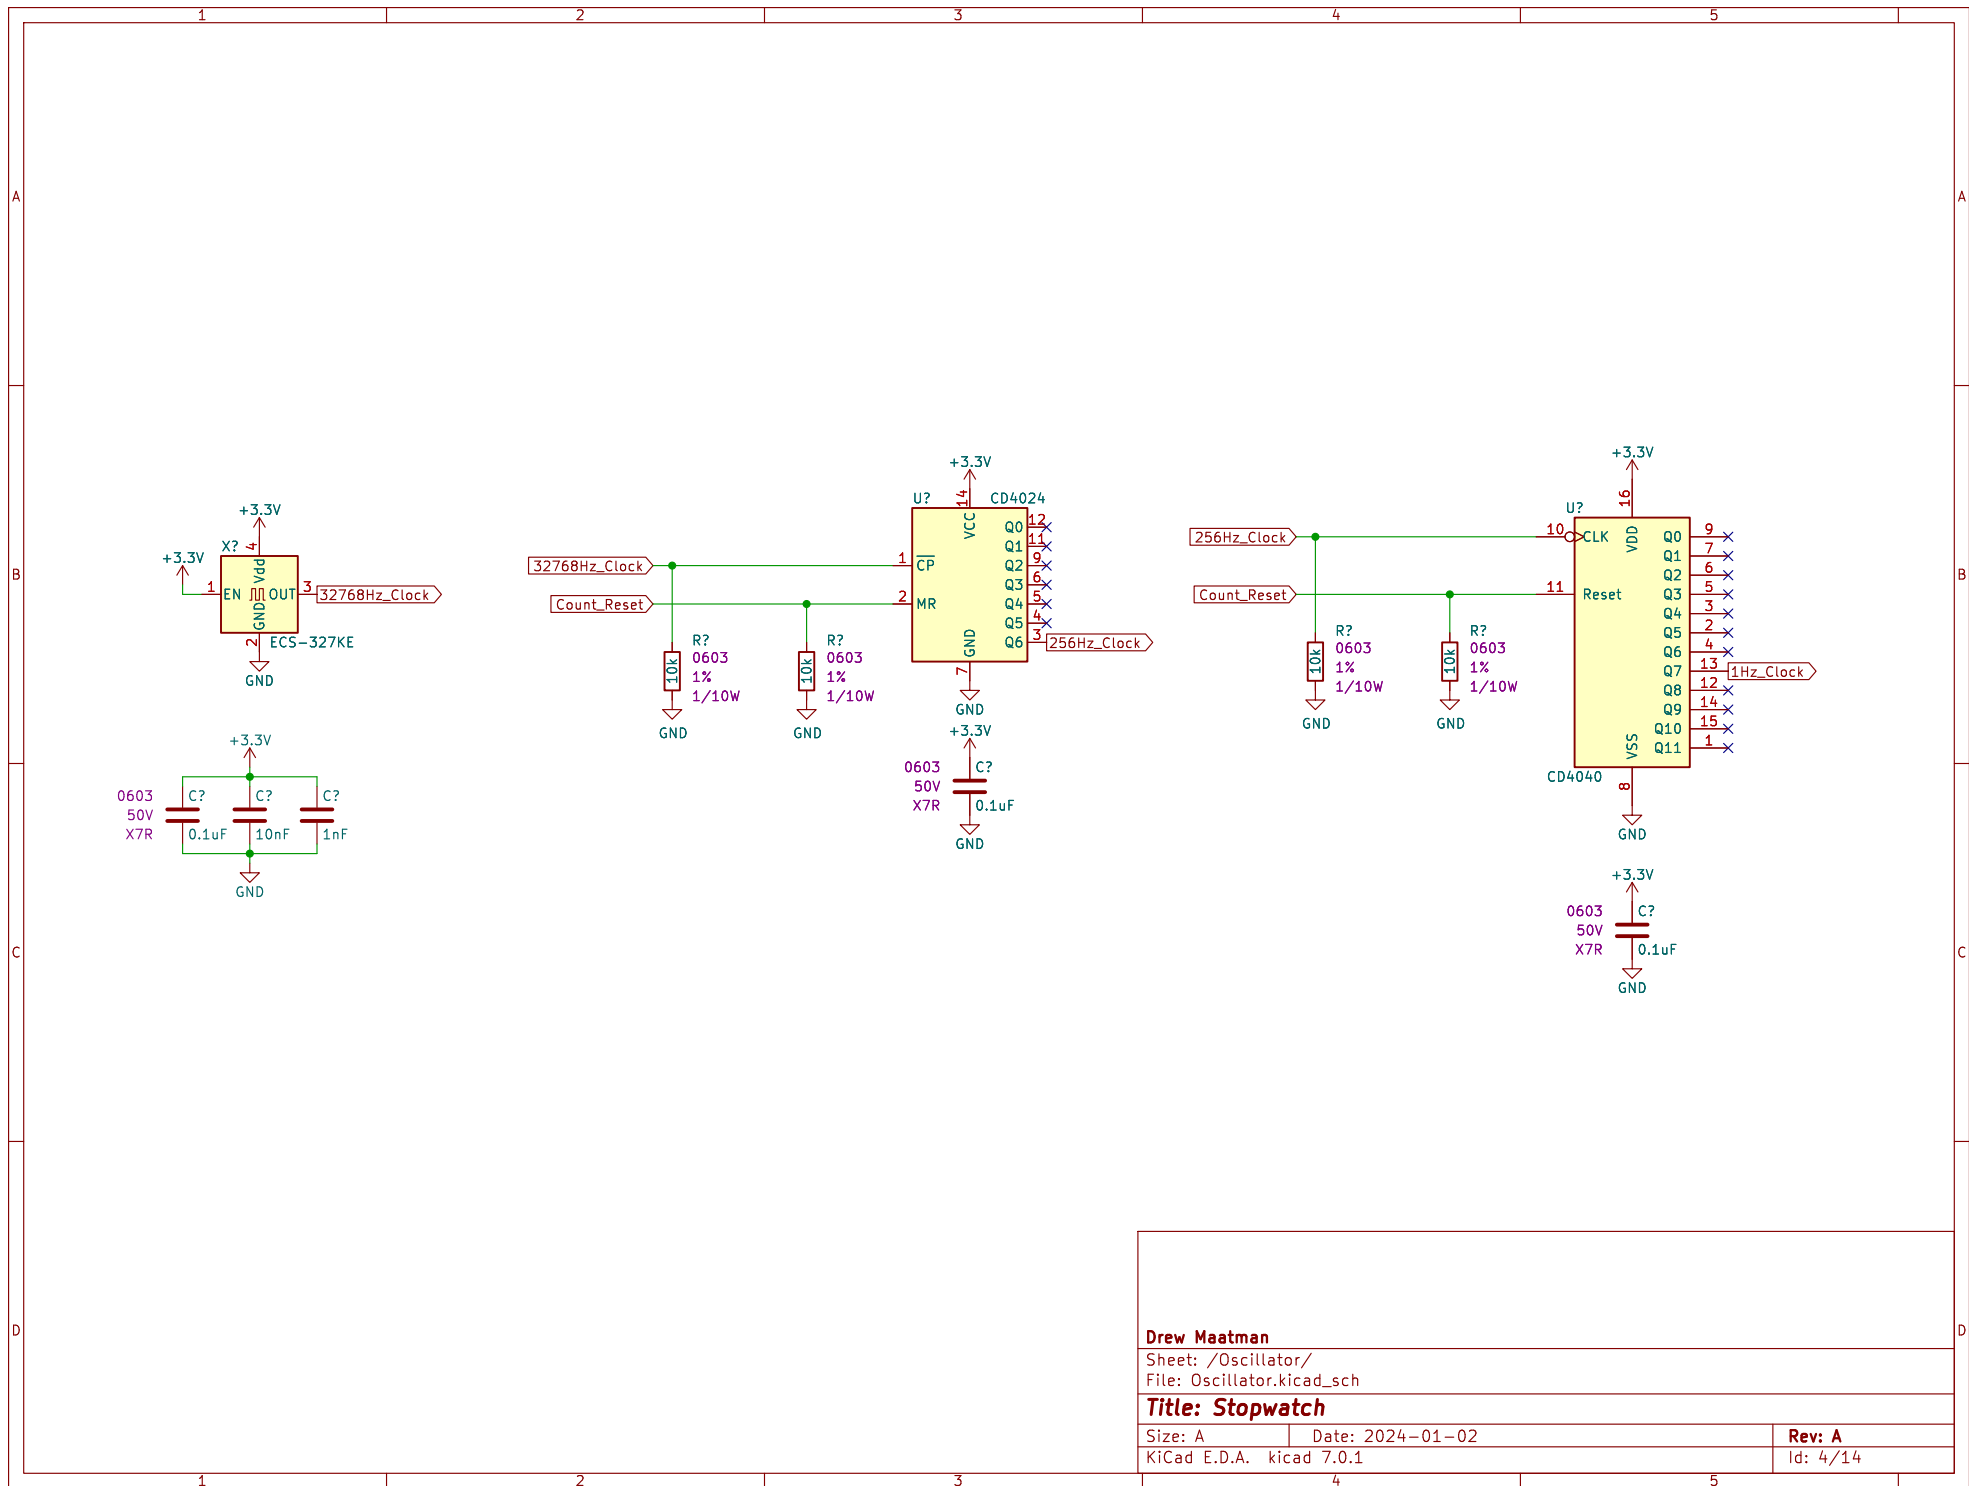 1 2 3 4 5
A A
B B
C C
D D
+3.3V
+3.3V
X?
4
Vdd
1 EN OUT 3 32768Hz_Clock
GND
2
ECS-327KE
GND
+3.3V
0603 C? C? C?
50V
X7R 0.1uF 10nF 1nF
GND
+3.3V
U? 14 CD4024
VCC
Q0 12
Q1 11
32768Hz_Clock 1 CP Q2 9
Q3 6
Count_Reset 2 MR Q4 5
Q5 4
Q6 3 256Hz_Clock
GND
7
GND
R? R?
10k 0603 10k 0603
1% 1%
1/10W 1/10W
GND GND
+3.3V
0603 C?
50V
X7R 0.1uF
GND
+3.3V
16
U?
VDD
256Hz_Clock 10 CLK Q0 9
Q1 7
Q2 6
Count_Reset 11 Reset Q3 5
Q4 3
Q5 2
Q6 4
Q7 13 1Hz_Clock
Q8 12
Q9 14
Q10 15
Q11 1
VSS
CD4040
8
GND
R? R?
10k 0603 10k 0603
1% 1%
1/10W 1/10W
GND GND
+3.3V
0603 C?
50V
X7R 0.1uF
GND
Drew Maatman
Sheet: /Oscillator/
File: Oscillator.kicad_sch
Title: Stopwatch
Size: A Date: 2024-01-02 Rev: A
KiCad E.D.A. kicad 7.0.1 Id: 4/14
1 2 3 4 5